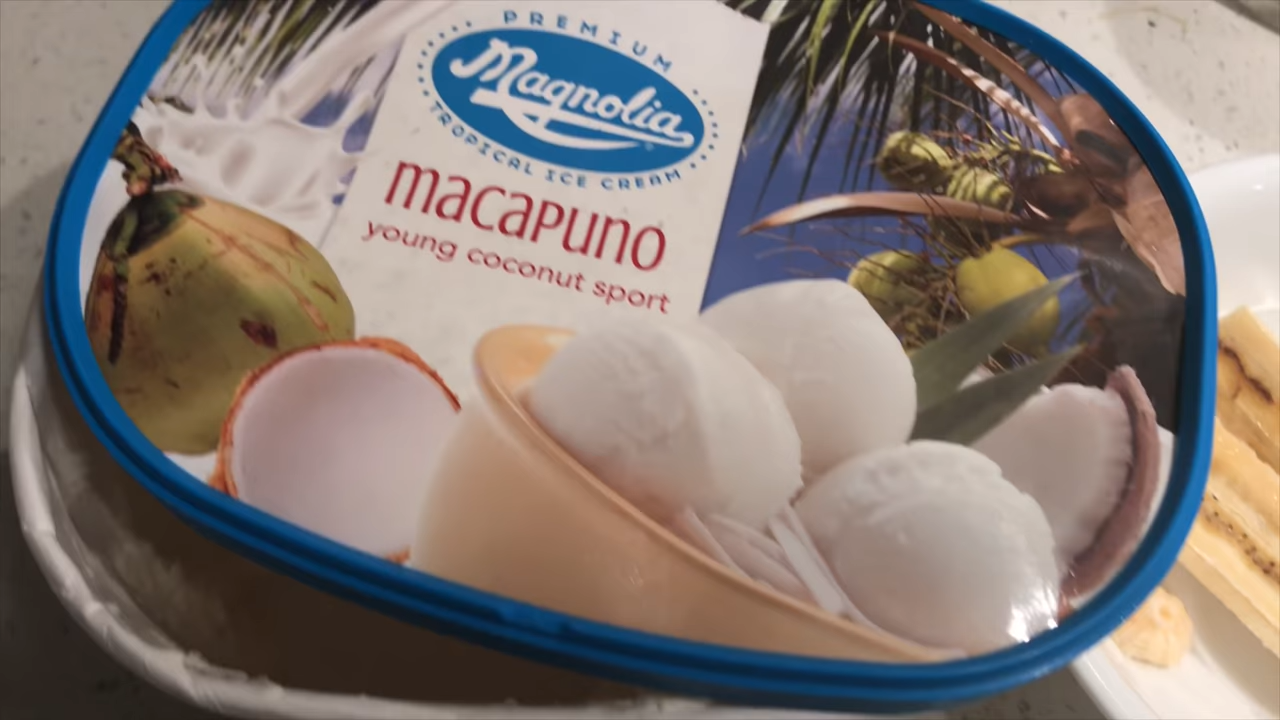 PREMIUM
Magnolia
TROPICAL ICE CREAM
macapuno
young coconut sport